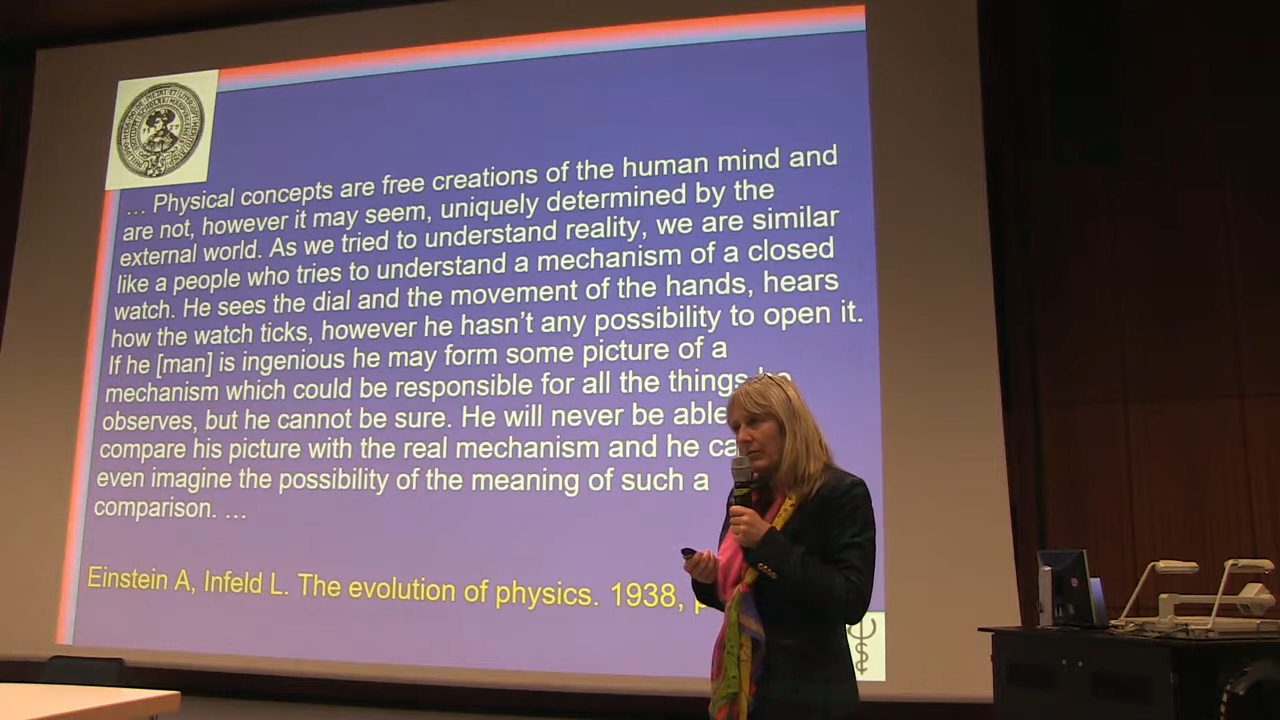 ... Physical concepts are free creations of the human mind and
are not, however it may seem, uniquely determined by the
external world. As we tried to understand reality, we are similar
like a people who tries to understand a mechanism of a closed
watch. He sees the dial and the movement of the hands, hears
how the watch ticks, however he hasn't any possibility to open it.
If he [man] is ingenious he may form some picture of a
mechanism which could be responsible for all the things he
observes, but he cannot be sure. He will never be able
compare his picture with the real mechanism and he
even imagine the possibility of the meaning of such a
comparison. ...
Einstein A, Infeld L. The evolution of physics. 1938,